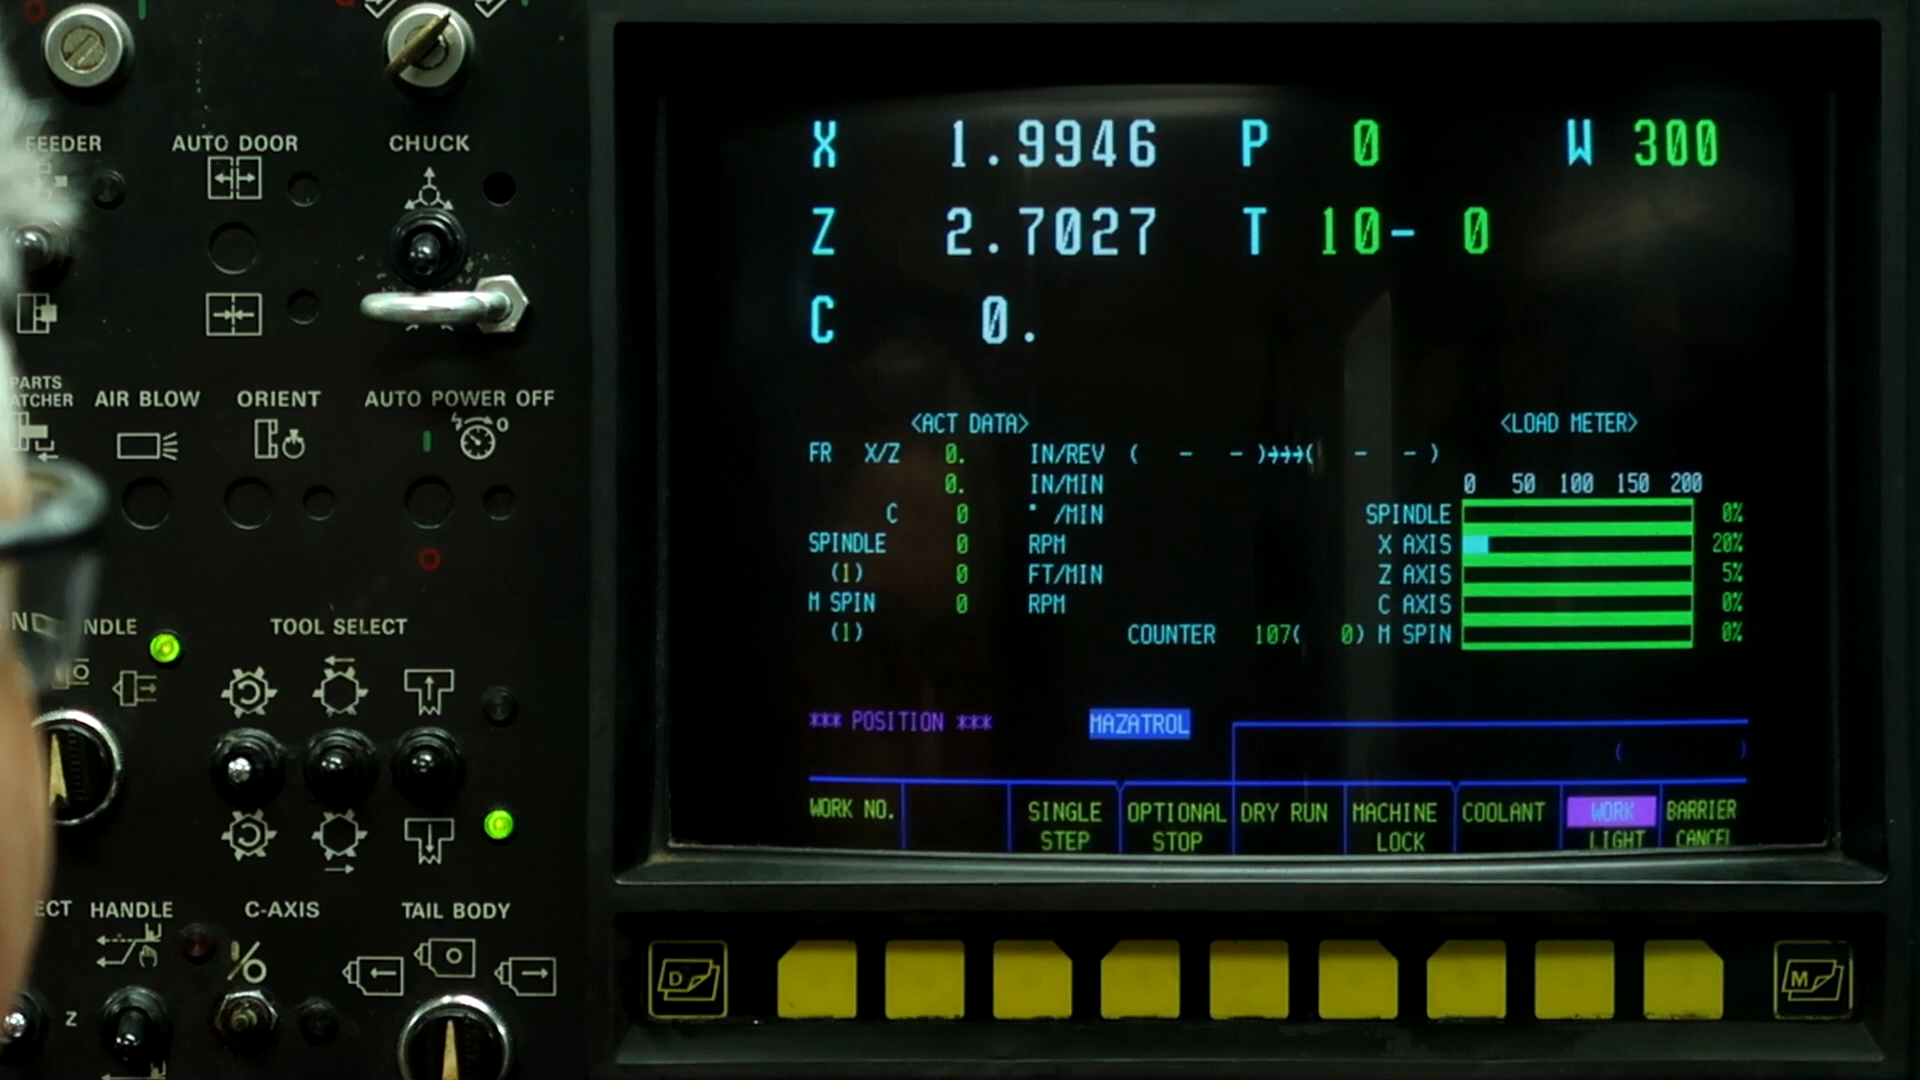 FEEDER AUTO DOOR CHUCK
PARTS
AIR BLOW ORIENT AUTO POWER OFF
TOOL SELECT
HANDLE C-AXIS TAIL BODY
Z
X 1.9946 P 0 W 300
Z 2.7027 T 10- 0
C 0.
<ACT DATA> <LOAD METER>
FR X/Z 0. IN/REV ( - - )→→→( - - )
0. IN/MIN 0 50 100 150 200
C 0 ° /MIN SPINDLE 0%
SPINDLE 0 RPM X AXIS 20%
(1) 0 FT/MIN Z AXIS 5%
M SPIN 0 RPM C AXIS 0%
(1) COUNTER 107( 0) M SPIN 0%
*** POSITION *** MAZATROL
( )
WORK NO. SINGLE OPTIONAL DRY RUN MACHINE COOLANT WORK BARRIER
STEP STOP LOCK LIGHT CANCEL
D M